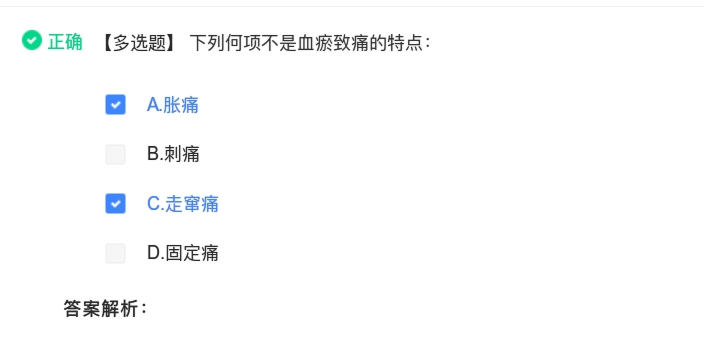 正确 【多选题】 下列何项不是血瘀致痛的特点：
A.胀痛
B.刺痛
C.走窜痛
D.固定痛
答案解析：